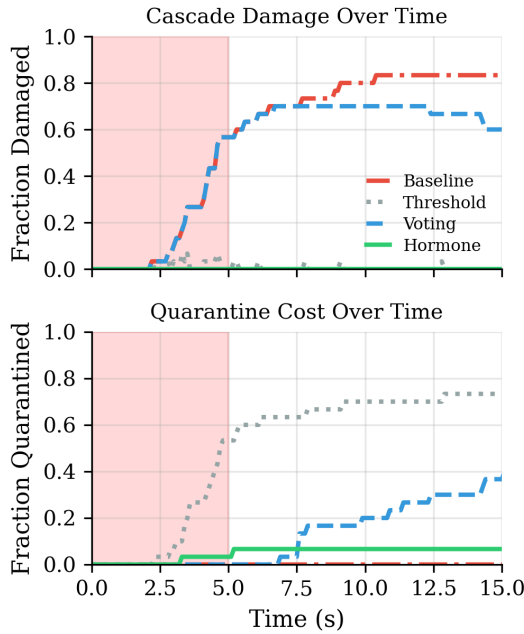 Cascade Damage Over Time
Fraction Damaged
1.0
0.8
0.6
0.4
0.2
0.0
Baseline
Threshold
Voting
Hormone
Quarantine Cost Over Time
Fraction Quarantined
1.0
0.8
0.6
0.4
0.2
0.0
0.0 2.5 5.0 7.5 10.0 12.5 15.0
Time (s)